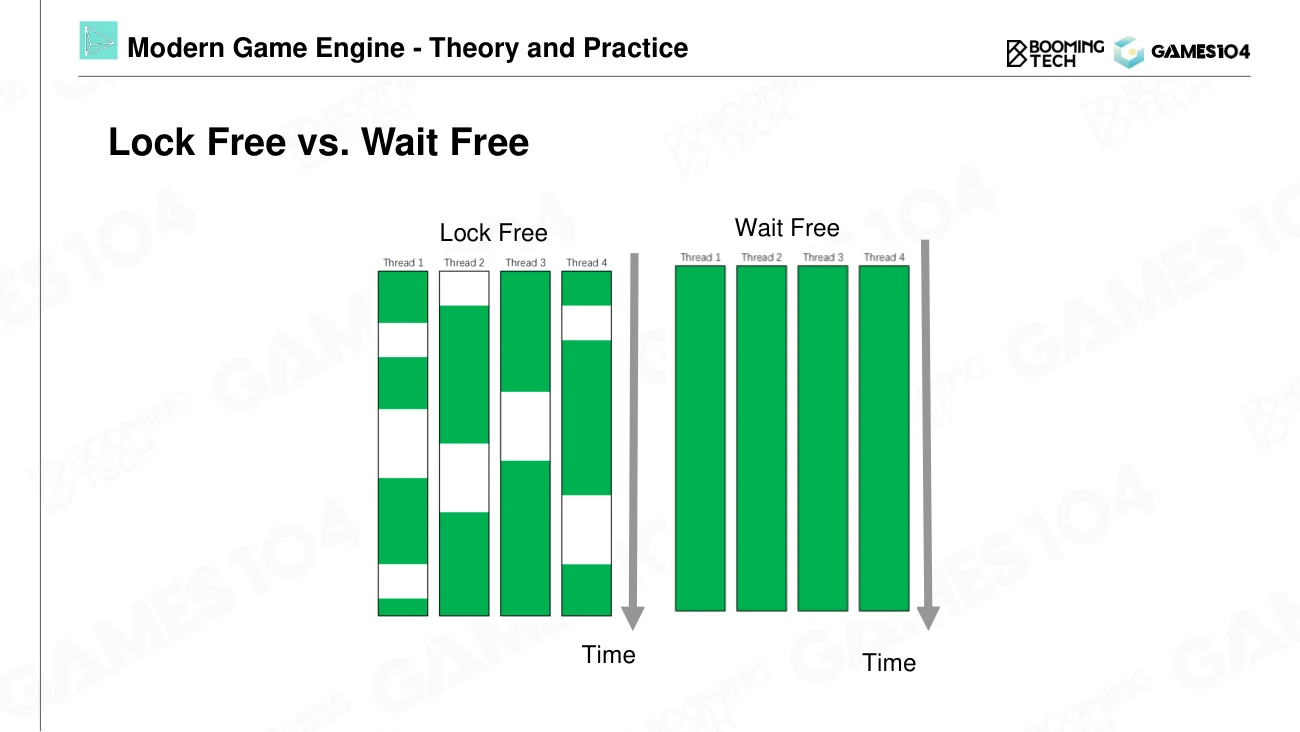 Modern Game Engine - Theory and Practice
BOOMING
TECH
GAMES104
Lock Free vs. Wait Free
Lock Free
Thread 1 Thread 2 Thread 3 Thread 4
Time
Wait Free
Thread 1 Thread 2 Thread 3 Thread 4
Time